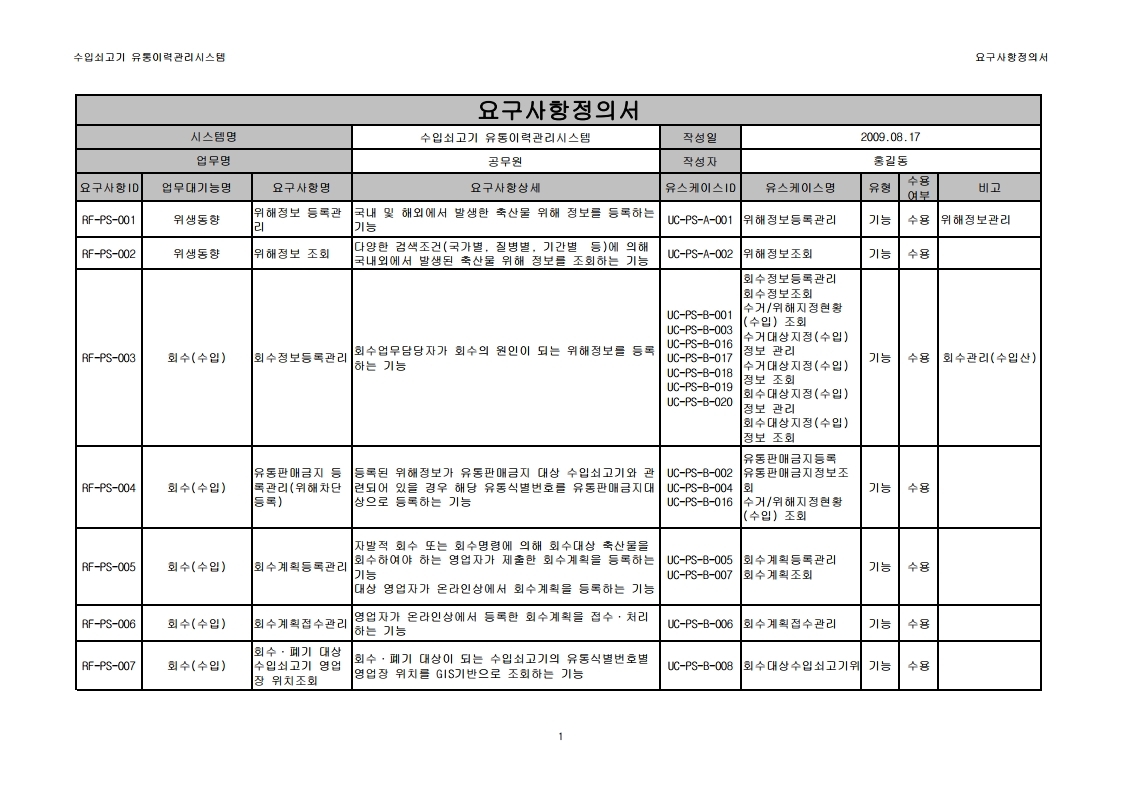 수입쇠고기 유통이력관리시스템
요구사항정의서
요구사항정의서
시스템명
수입쇠고기 유통이력관리시스템
작성일
2009.08.17
업무명
공무원
작성자
홍길동
요구사항ID
업무대기능명
요구사항명
요구사항상세
유스케이스ID
유스케이스명
유형
수용
여부
비고
RF-PS-001
위생동향
위해정보 등록관
리
국내 및 해외에서 발생한 축산물 위해 정보를 등록하는
기능
UC-PS-A-001
위해정보등록관리
기능
수용
위해정보관리
RF-PS-002
위생동향
위해정보 조회
다양한 검색조건(국가별, 질병별, 기간별 등)에 의해
국내외에서 발생된 축산물 위해 정보를 조회하는 기능
UC-PS-A-002
위해정보조회
기능
수용
RF-PS-003
회수(수입)
회수정보등록관리
회수업무담당자가 회수의 원인이 되는 위해정보를 등록
하는 기능
UC-PS-B-001
UC-PS-B-003
UC-PS-B-016
UC-PS-B-017
UC-PS-B-018
UC-PS-B-019
UC-PS-B-020
회수정보등록관리
회수정보조회
수거/위해지정현황
(수입) 조회
수거대상지정(수입)
정보 관리
수거대상지정(수입)
정보 조회
회수대상지정(수입)
정보 관리
회수대상지정(수입)
정보 조회
기능
수용
회수관리(수입산)
RF-PS-004
회수(수입)
유통판매금지 등
록관리(위해차단
등록)
등록된 위해정보가 유통판매금지 대상 수입쇠고기와 관
련되어 있을 경우 해당 유통식별번호를 유통판매금지대
상으로 등록하는 기능
UC-PS-B-002
UC-PS-B-004
UC-PS-B-016
유통판매금지등록
유통판매금지정보조
회
수거/위해지정현황
(수입) 조회
기능
수용
RF-PS-005
회수(수입)
회수계획등록관리
자발적 회수 또는 회수명령에 의해 회수대상 축산물을
회수하여야 하는 영업자가 제출한 회수계획을 등록하는
기능
대상 영업자가 온라인상에서 회수계획을 등록하는 기능
UC-PS-B-005
UC-PS-B-007
회수계획등록관리
회수계획조회
기능
수용
RF-PS-006
회수(수입)
회수계획접수관리
영업자가 온라인상에서 등록한 회수계획을 접수·처리
하는 기능
UC-PS-B-006
회수계획접수관리
기능
수용
RF-PS-007
회수(수입)
회수·폐기 대상
수입쇠고기 영업
장 위치조회
회수·폐기 대상이 되는 수입쇠고기의 유통식별번호별
영업장 위치를 GIS기반으로 조회하는 기능
UC-PS-B-008
회수대상수입쇠고기위
기능
수용
1